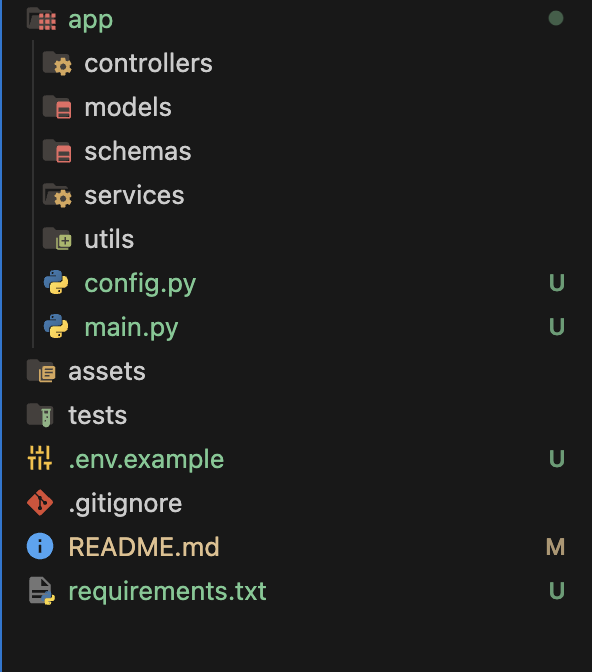 app
controllers
models
schemas
services
utils
config.py U
main.py U
assets
tests
.env.example U
.gitignore
README.md M
requirements.txt U